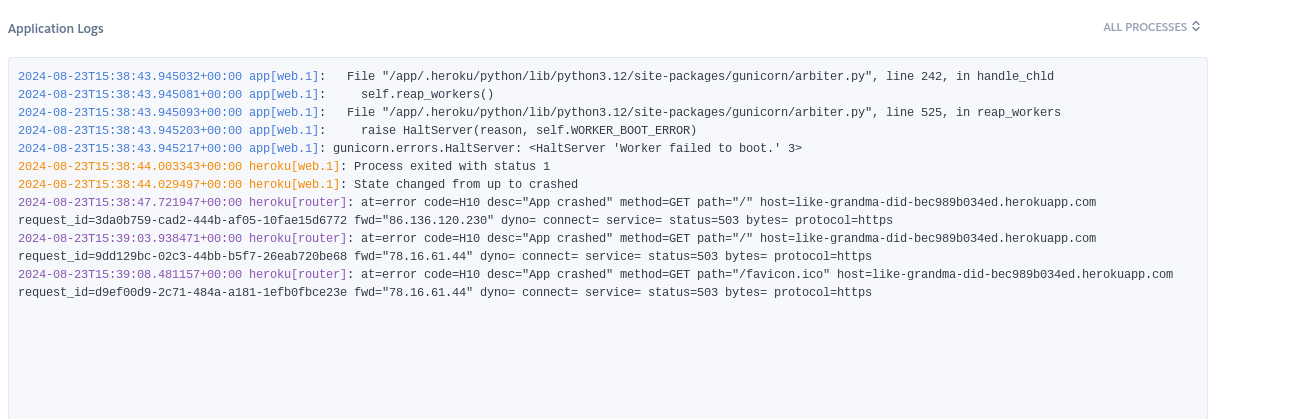 Application Logs
ALL PROCESSES
2024-08-23T15:38:43.945032+00:00 app[web.1]:   File "/app/.heroku/python/lib/python3.12/site-packages/gunicorn/arbiter.py", line 242, in handle_chld
2024-08-23T15:38:43.945081+00:00 app[web.1]:     self.reap_workers()
2024-08-23T15:38:43.945093+00:00 app[web.1]:   File "/app/.heroku/python/lib/python3.12/site-packages/gunicorn/arbiter.py", line 525, in reap_workers
2024-08-23T15:38:43.945203+00:00 app[web.1]:     raise HaltServer(reason, self.WORKER_BOOT_ERROR)
2024-08-23T15:38:43.945217+00:00 app[web.1]: gunicorn.errors.HaltServer: <HaltServer 'Worker failed to boot.' 3>
2024-08-23T15:38:44.003343+00:00 heroku[web.1]: Process exited with status 1
2024-08-23T15:38:44.029497+00:00 heroku[web.1]: State changed from up to crashed
2024-08-23T15:38:47.721947+00:00 heroku[router]: at=error code=H10 desc="App crashed" method=GET path="/" host=like-grandma-did-bec989b034ed.herokuapp.com
request_id=3da0b759-cad2-444b-af05-10fae15d6772 fwd="86.136.120.230" dyno= connect= service= status=503 bytes= protocol=https
2024-08-23T15:39:03.938471+00:00 heroku[router]: at=error code=H10 desc="App crashed" method=GET path="/" host=like-grandma-did-bec989b034ed.herokuapp.com
request_id=9dd129bc-02c3-44bb-b5f7-26eab720be68 fwd="78.16.61.44" dyno= connect= service= status=503 bytes= protocol=https
2024-08-23T15:39:08.481157+00:00 heroku[router]: at=error code=H10 desc="App crashed" method=GET path="/favicon.ico" host=like-grandma-did-bec989b034ed.herokuapp.com
request_id=d9ef00d9-2c71-484a-a181-1efb0fbce23e fwd="78.16.61.44" dyno= connect= service= status=503 bytes= protocol=https